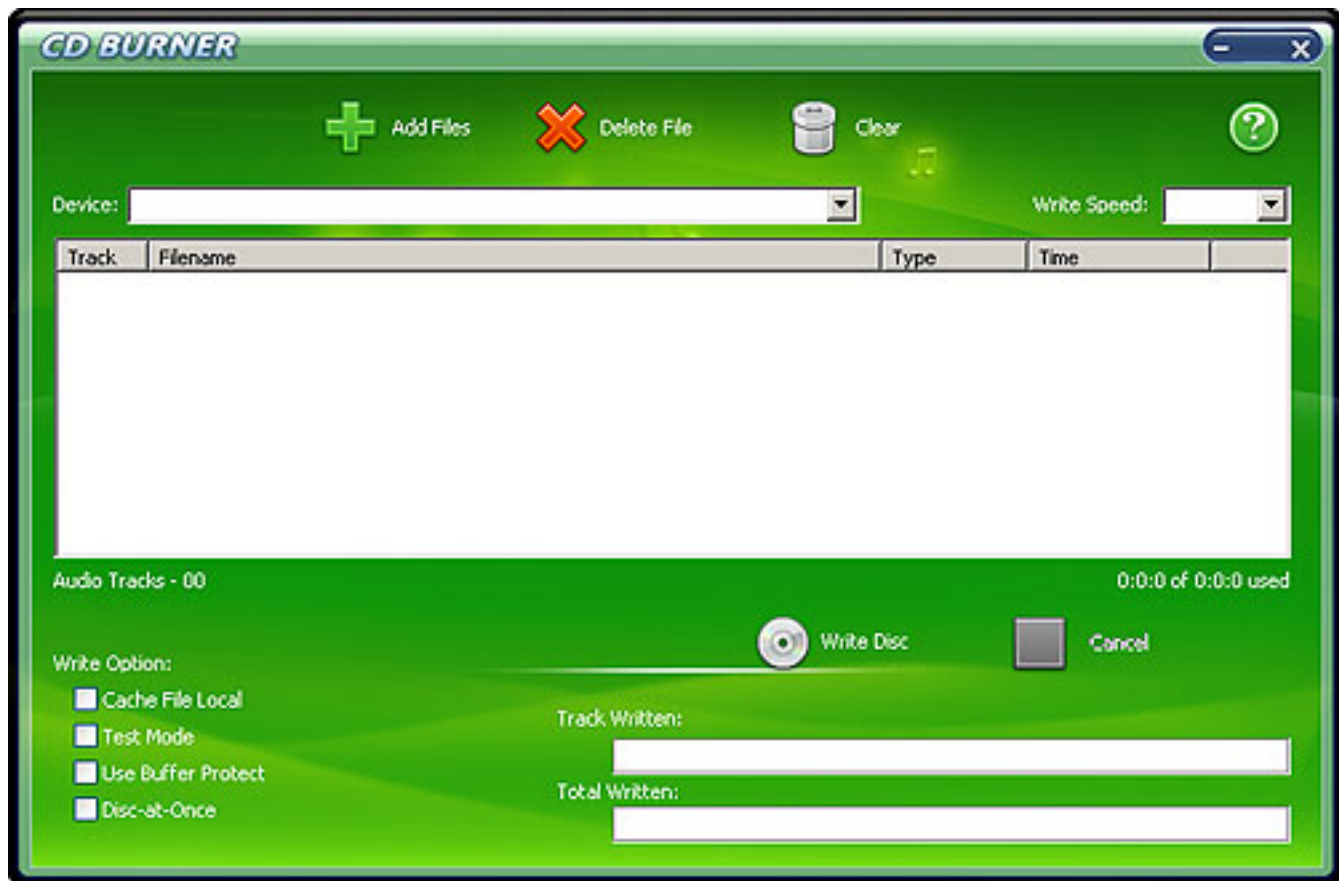 CD BURNER
Add Files
Delete File
Clear
Device:
Write Speed:
Track Filename Type Time
Audio Tracks - 00
0:0:0 of 0:0:0 used
Write Disc
Cancel
Write Option:
Cache File Local
Test Mode
Use Buffer Protect
Disc-at-Once
Track Written:
Total Written: